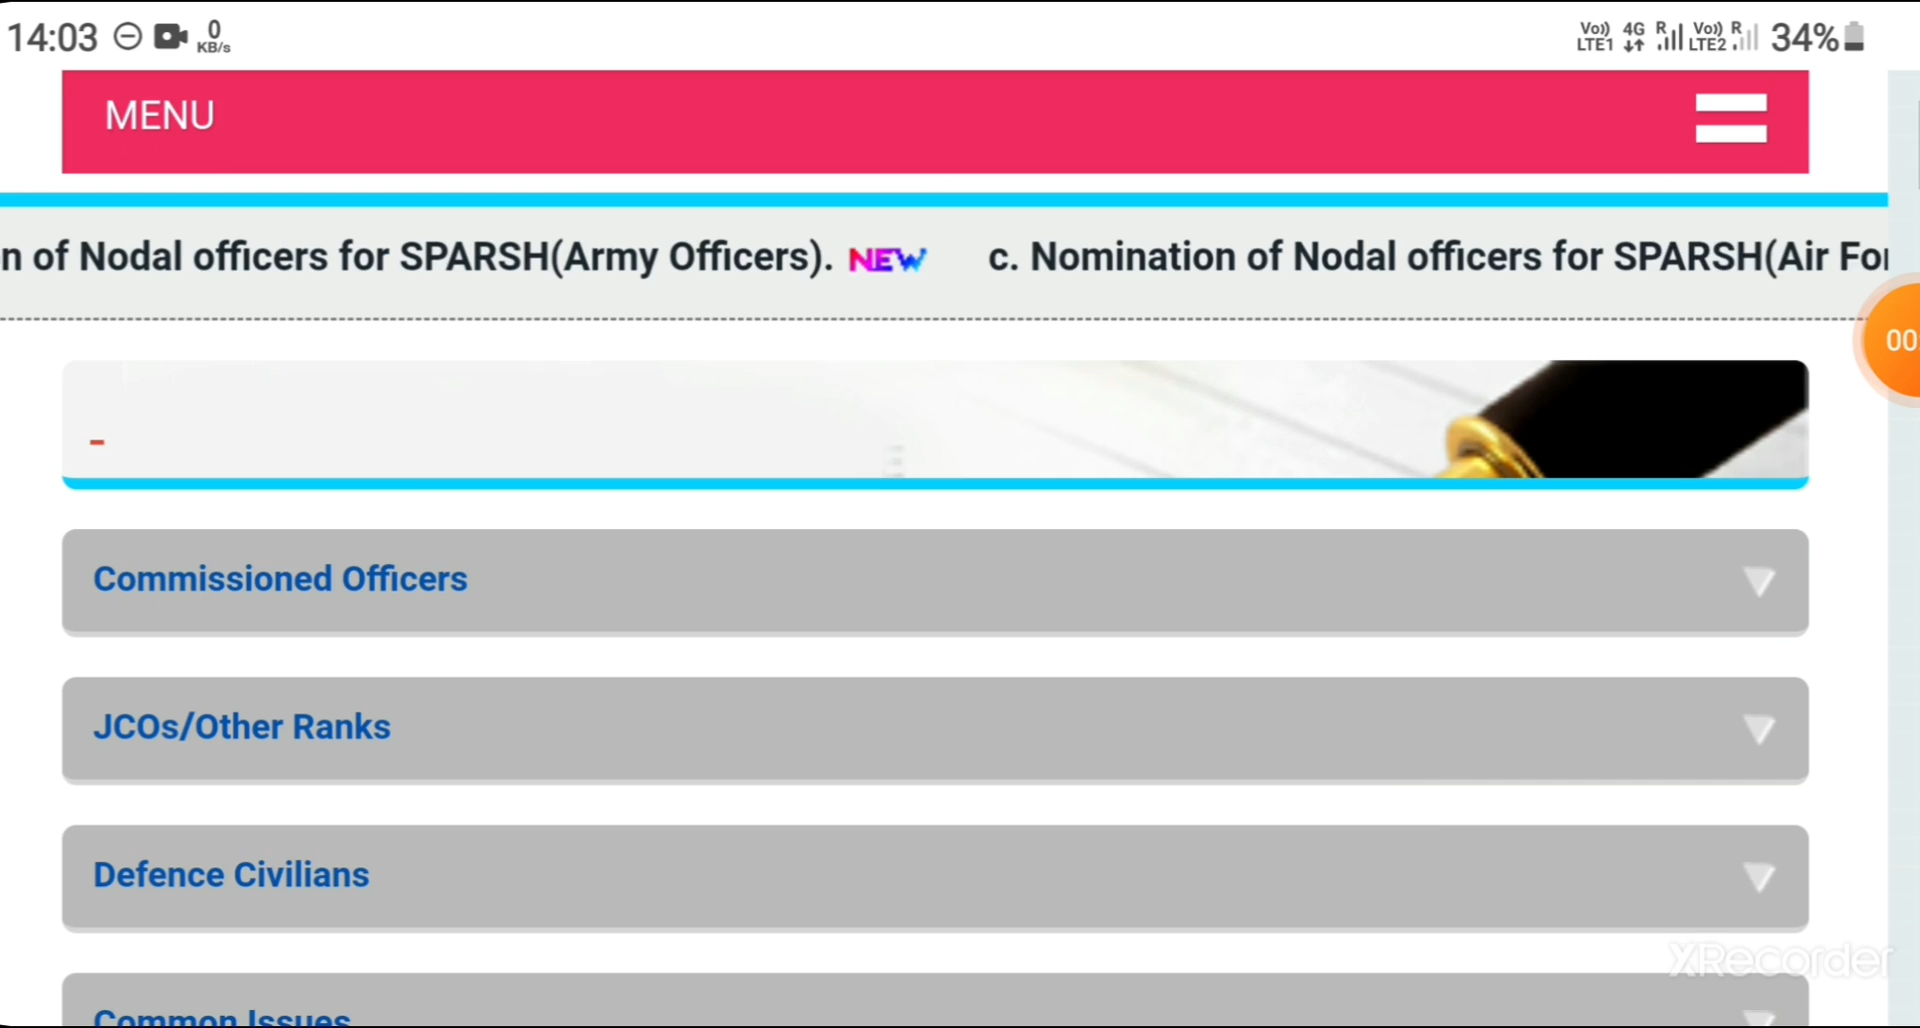 14:03 0 KB/s Vo)) LTE1 4G R Vo)) LTE2 R 34%
MENU
n of Nodal officers for SPARSH(Army Officers). NEW c. Nomination of Nodal officers for SPARSH(Air For
00
-
Commissioned Officers
JCOs/Other Ranks
Defence Civilians
XRecorder
Common Issues